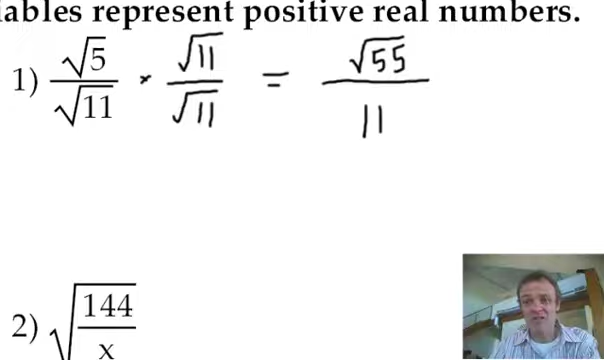 iables represent positive real numbers.
1) √5/√11 · √11/√11 = √55/11
2) √(144/x)